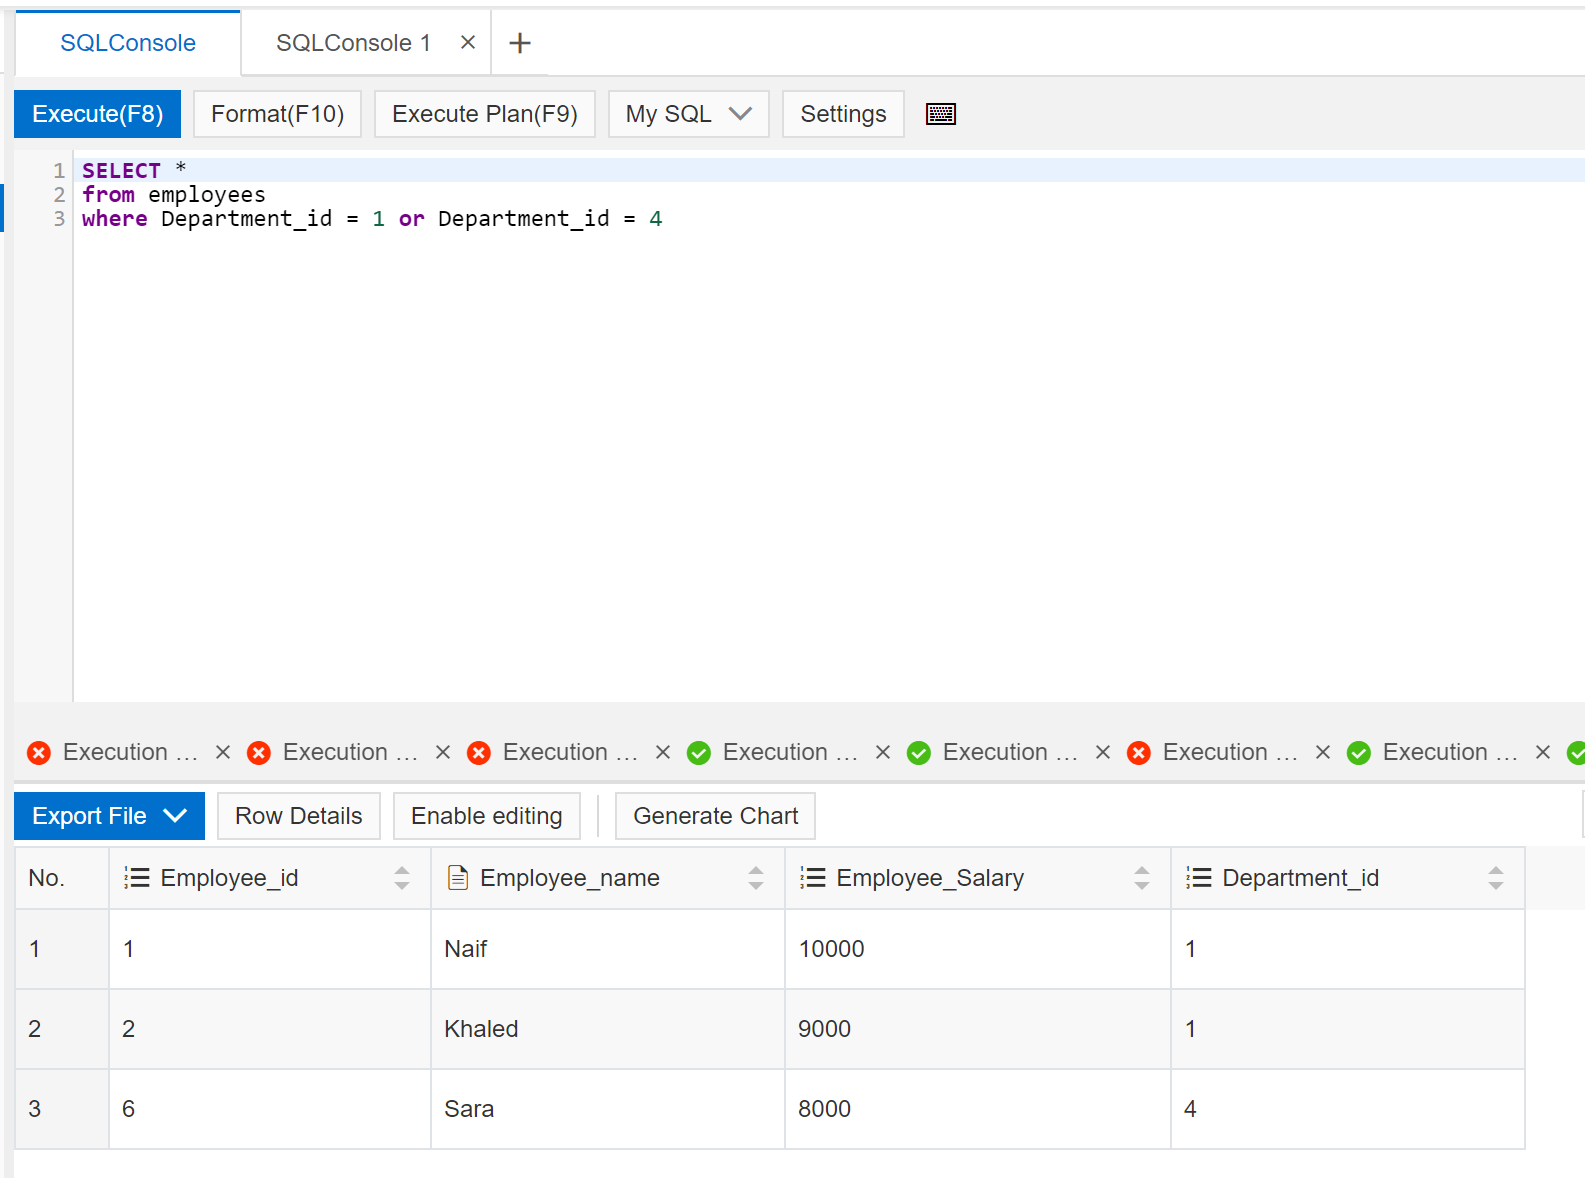 SQLConsole SQLConsole 1
Execute(F8) Format(F10) Execute Plan(F9) My SQL Settings
1 SELECT *
2 from employees
3 where Department_id = 1 or Department_id = 4
Execution ... Execution ... Execution ... Execution ... Execution ... Execution ... Execution ...
Export File Row Details Enable editing Generate Chart
No. Employee_id Employee_name Employee_Salary Department_id
1 1 Naif 10000 1
2 2 Khaled 9000 1
3 6 Sara 8000 4